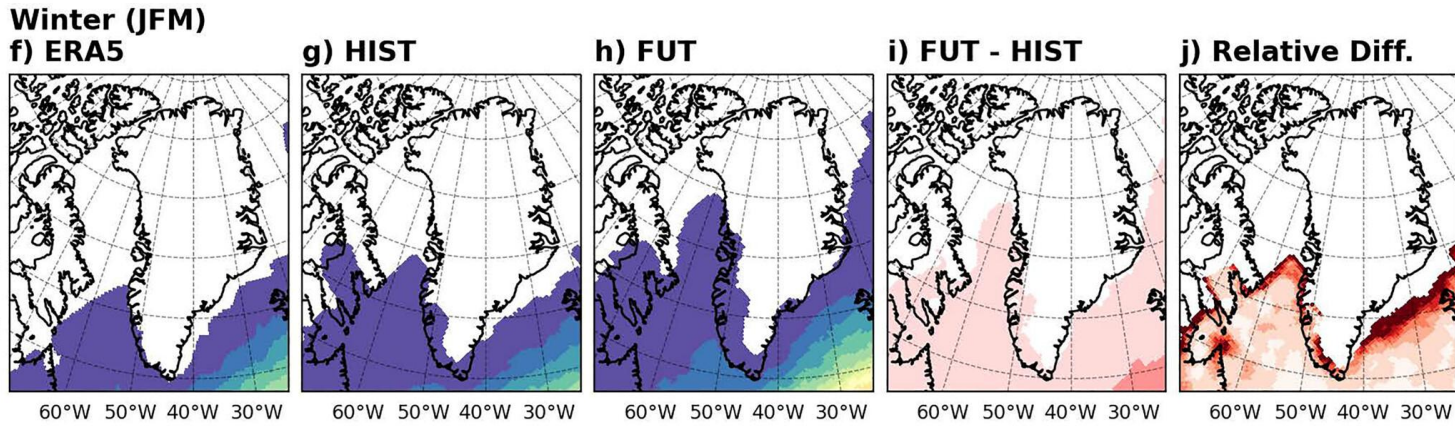 Winter (JFM)
f) ERA5 g) HIST h) FUT i) FUT - HIST j) Relative Diff.
60°W 50°W 40°W 30°W 60°W 50°W 40°W 30°W 60°W 50°W 40°W 30°W 60°W 50°W 40°W 30°W 60°W 50°W 40°W 30°W